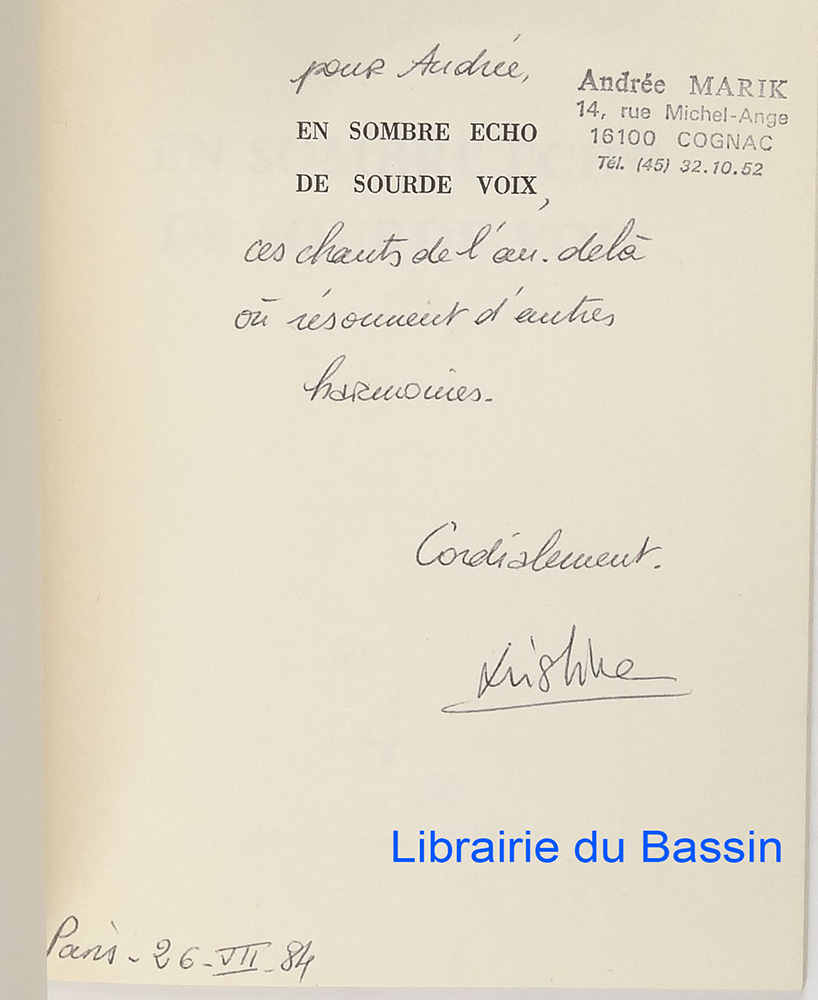 pour Andrée,
Andrée MARIK
14, rue Michel-Ange
16100 COGNAC
Tél. (45) 32.10.52
EN SOMBRE ECHO
DE SOURDE VOIX,
ces chants de l'au-delà
où résonnent d'autres
harmonies.
Cordialement.
Librairie du Bassin
Paris - 26 - VII - 84